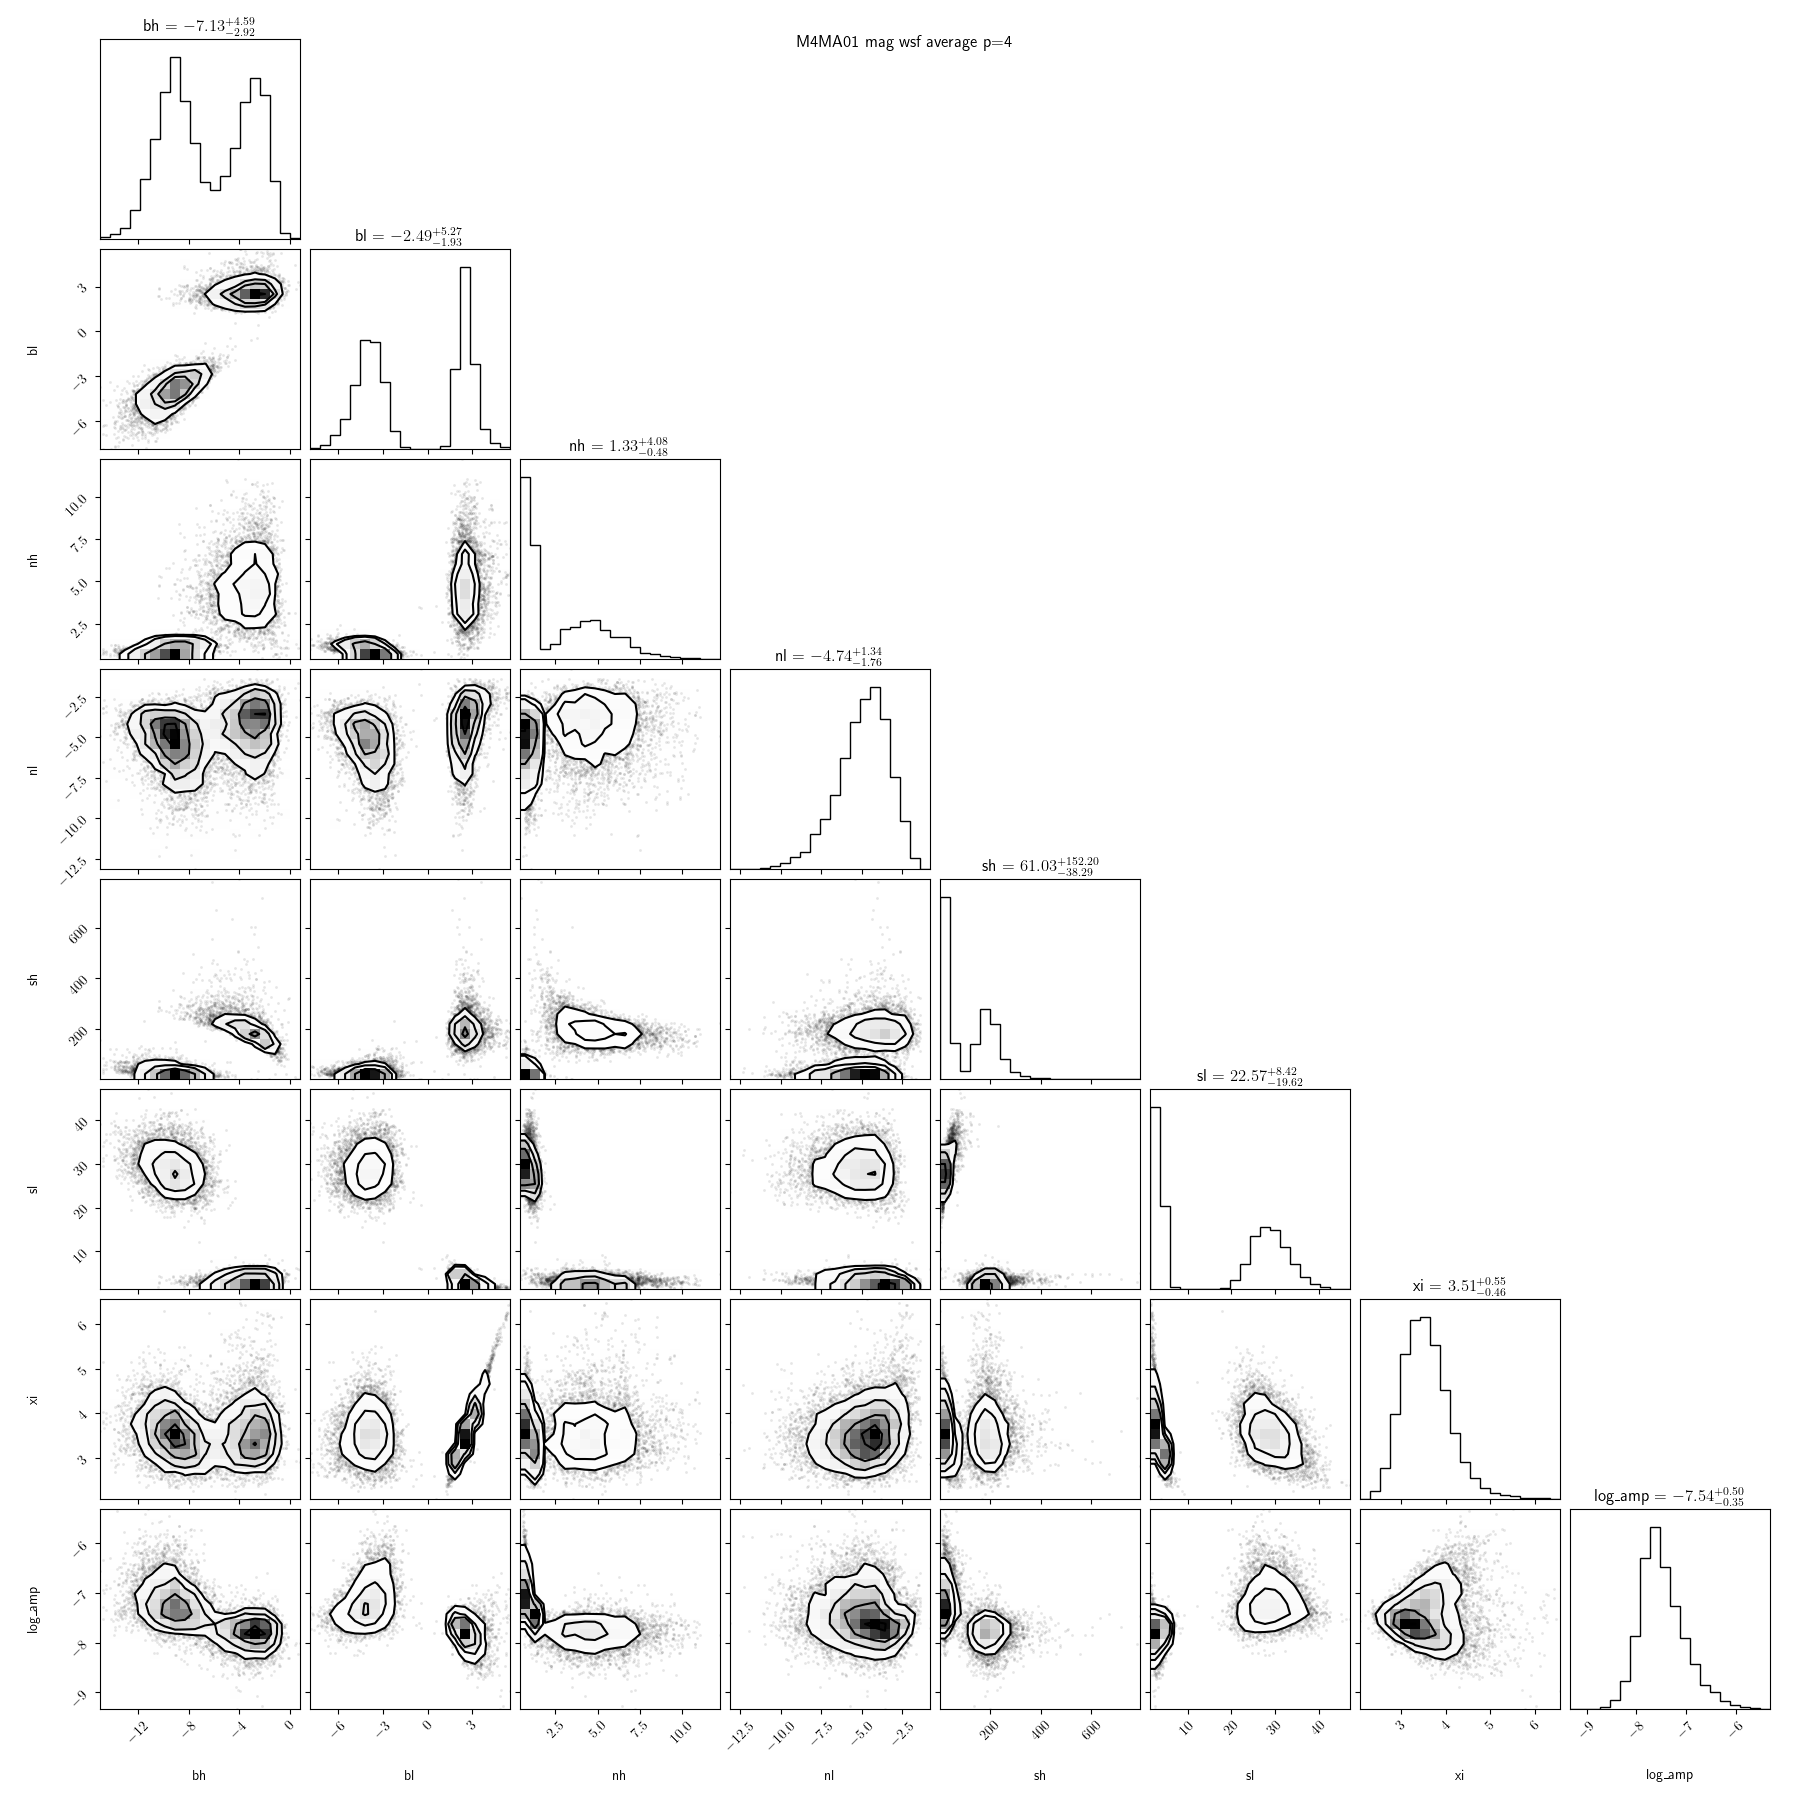 M4MA01 mag wsf average p=4
bh = −7.13 +4.59 −2.92
bl = −2.49 +5.27 −1.93
bl
3
0
−3
−6
nh = 1.33 +4.08 −0.48
nh
10.0
7.5
5.0
2.5
nl = −4.74 +1.34 −1.76
nl
−2.5
−5.0
−7.5
−10.0
−12.5
sh = 61.03 +152.20 −38.29
sh
600
400
200
sl = 22.57 +8.42 −19.62
sl
40
30
20
10
xi = 3.51 +0.55 −0.46
xi
6
5
4
3
log_amp = −7.54 +0.50 −0.35
log_amp
−6
−7
−8
−9
−12 −8 −4 0
−6 −3 0 3
2.5 5.0 7.5 10.0
−12.5 −10.0 −7.5 −5.0 −2.5
200 400 600
10 20 30 40
3 4 5 6
−9 −8 −7 −6
bh bl nh nl sh sl xi log_amp